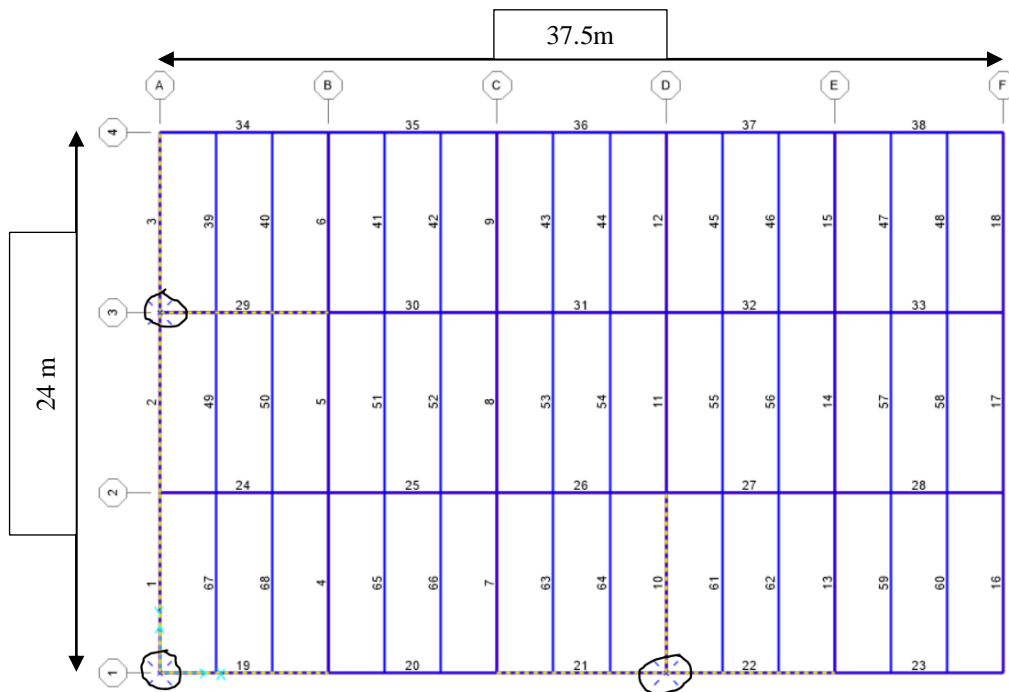 37.5m
A B C D E F
4 34 35 36 37 38
3 39 40 6 41 42 9 43 44 12 45 46 15 47 48 18
24 m
3 29 30 31 32 33
2 49 50 5 51 52 8 53 54 11 55 56 14 57 58 17
2 24 25 26 27 28
1 67 68 4 65 66 7 63 64 10 61 62 13 59 60 16
Y
1 19 X 20 21 22 23